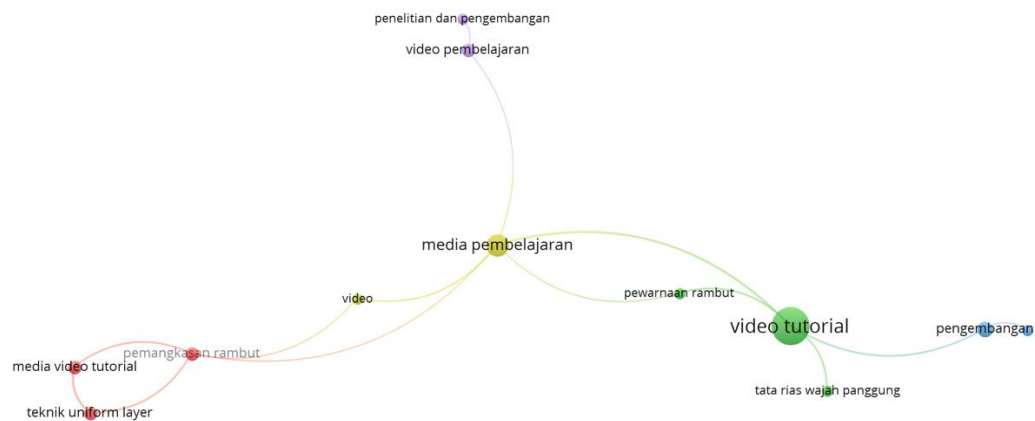 penelitian dan pengembangan
video pembelajaran
media pembelajaran
pewarnaan rambut
video
video tutorial
pengembangan
pemangkasan rambut
media video tutorial
tata rias wajah panggung
teknik uniform layer